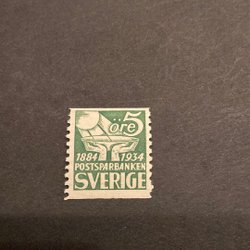 5
öre
1884 1934
POSTSPARBANKEN
SVERIGE